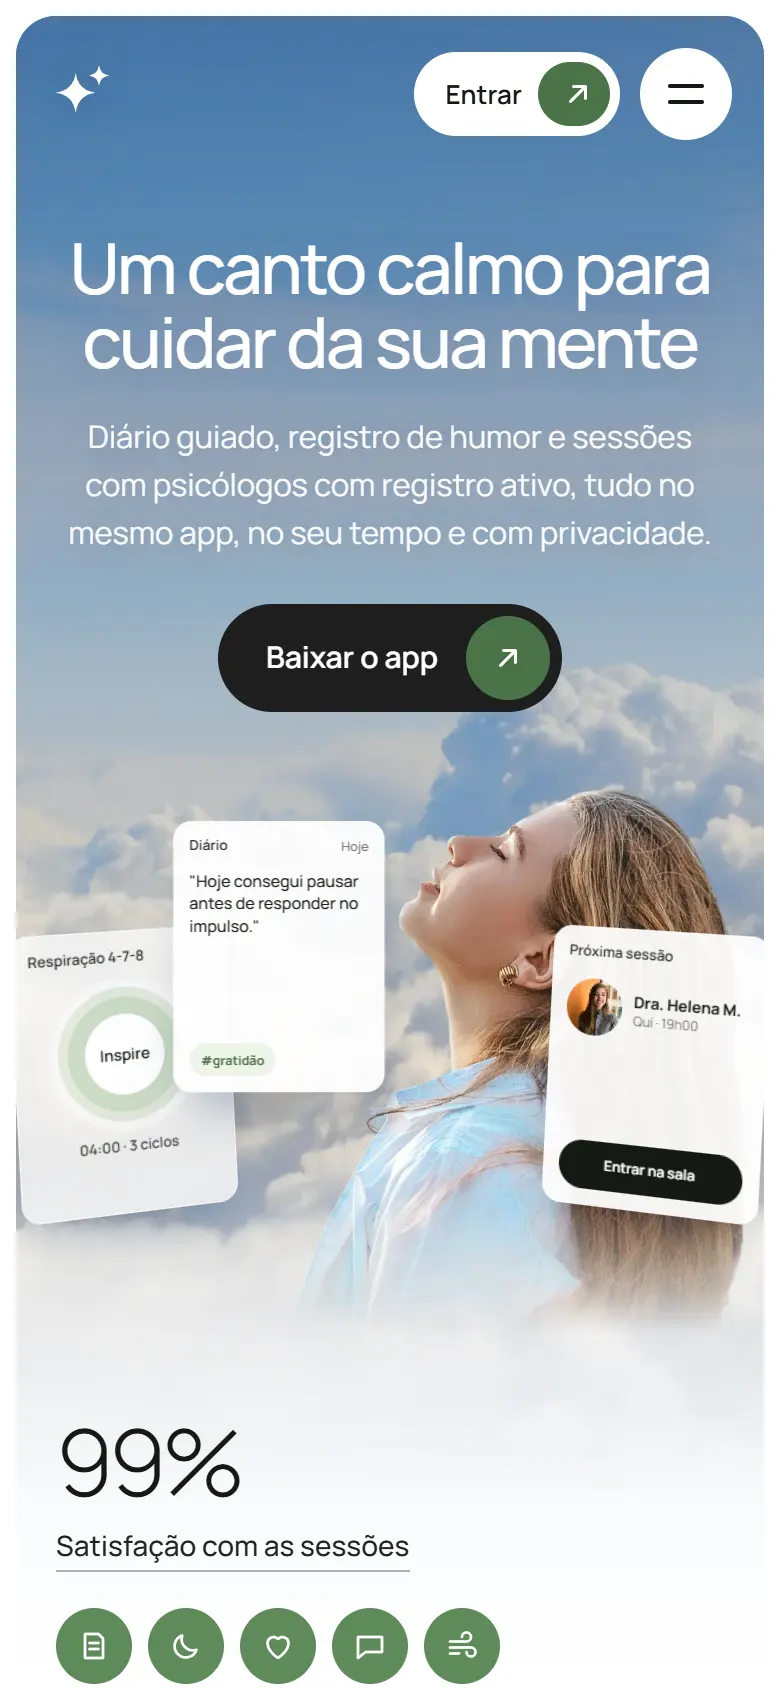 Entrar
Um canto calmo para
cuidar da sua mente
Diário guiado, registro de humor e sessões
com psicólogos com registro ativo, tudo no
mesmo app, no seu tempo e com privacidade.
Baixar o app
Respiração 4-7-8
Inspire
04:00 · 3 ciclos
Diário
Hoje
"Hoje consegui pausar
antes de responder no
impulso."
#gratidão
Próxima sessão
Dra. Helena M.
Qui · 19h00
Entrar na sala
99%
Satisfação com as sessões